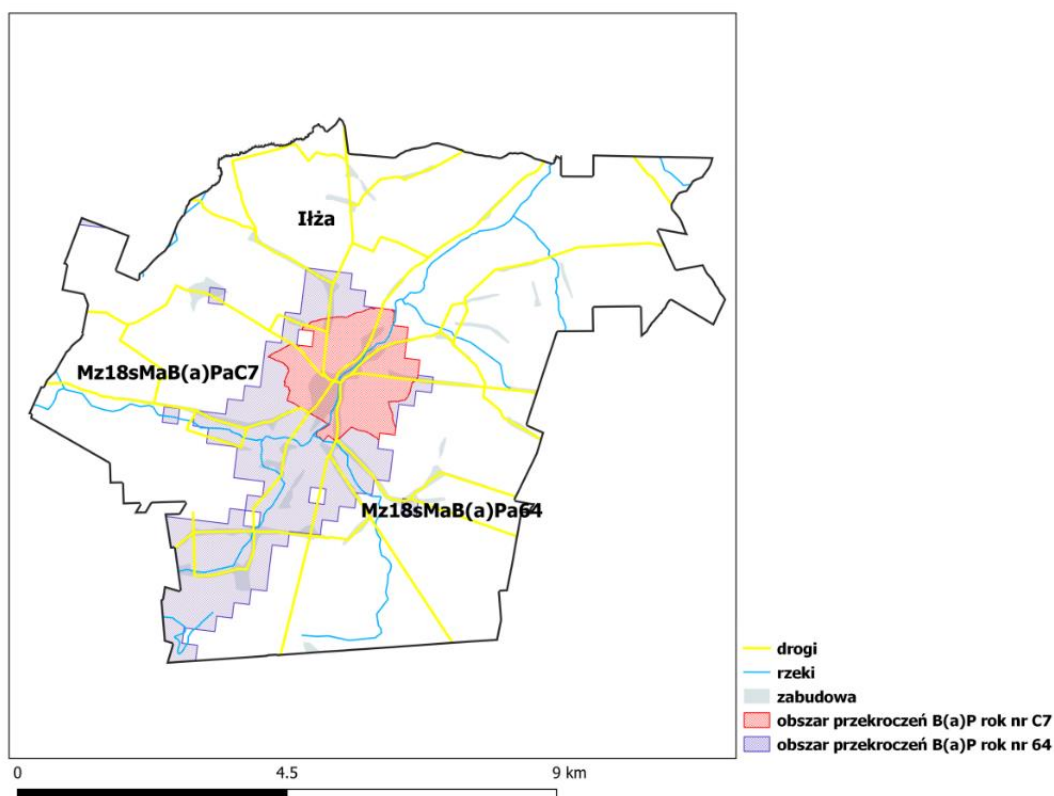 Iłża
Mz18sMaB(a)PaC7
Mz18sMaB(a)Pa64
drogi
rzeki
zabudowa
obszar przekroczeń B(a)P rok nr C7
obszar przekroczeń B(a)P rok nr 64
0 4.5 9 km